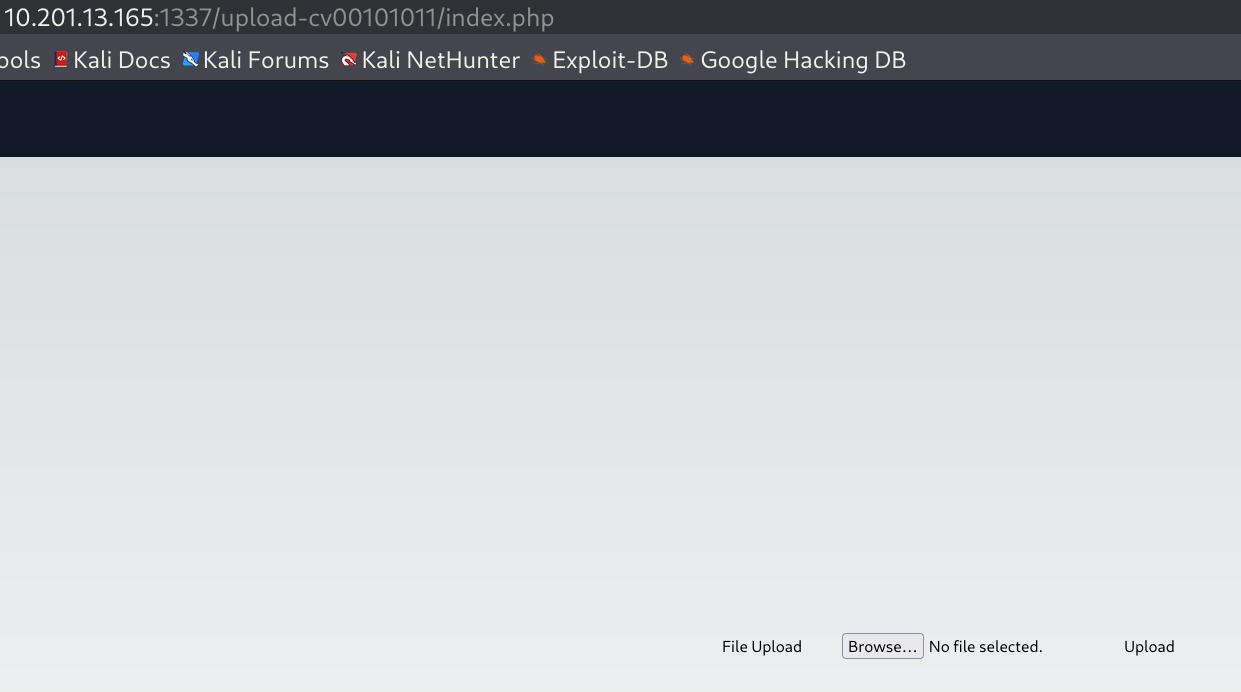 10.201.13.165:1337/upload-cv00101011/index.php
ools Kali Docs Kali Forums Kali NetHunter Exploit-DB Google Hacking DB
File Upload Browse... No file selected. Upload